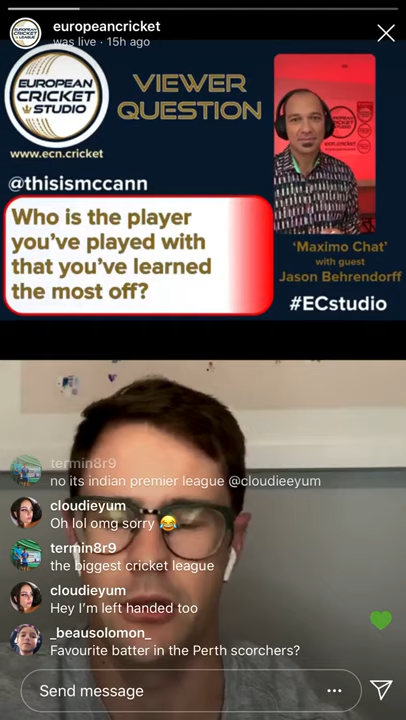 europeancricket
was live · 15h ago
EUROPEAN
CRICKET
STUDIO
www.ecn.cricket
VIEWER
QUESTION
@thisismccann
Who is the player
you've played with
that you've learned
the most off?
'Maximo Chat'
with guest
Jason Behrendorff
#ECstudio
termin8r9
no its indian premier league @cloudieeyum
cloudieyum
Oh lol omg sorry 😂
termin8r9
the biggest cricket league
cloudieyum
Hey I'm left handed too
_beausolomon_
Favourite batter in the Perth scorchers?
Send message